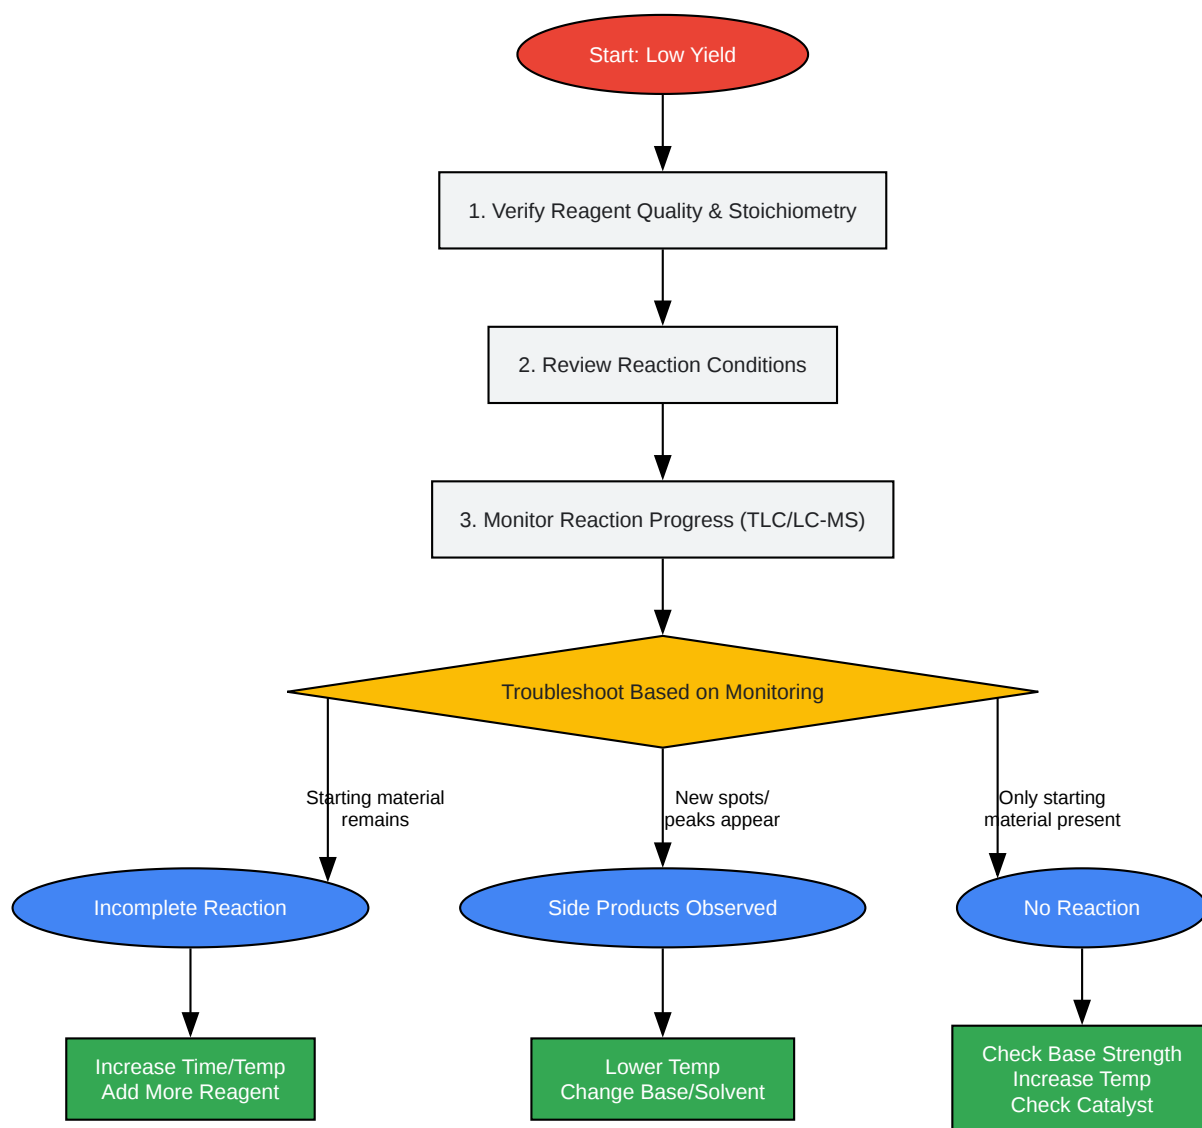 Start: Low Yield
1. Verify Reagent Quality & Stoichiometry
2. Review Reaction Conditions
3. Monitor Reaction Progress (TLC/LC-MS)
Troubleshoot Based on Monitoring
Starting material
remains
New spots/
peaks appear
Only starting
material present
Incomplete Reaction
Side Products Observed
No Reaction
Increase Time/Temp
Add More Reagent
Lower Temp
Change Base/Solvent
Check Base Strength
Increase Temp
Check Catalyst